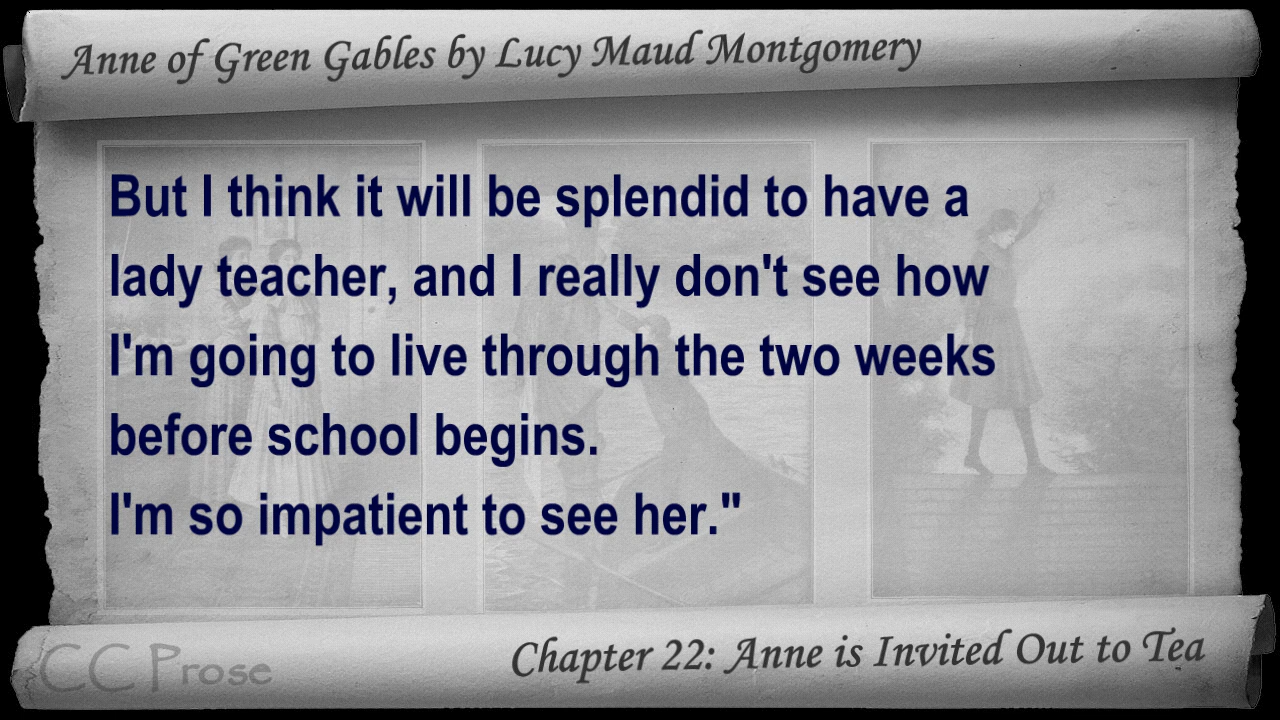 Anne of Green Gables by Lucy Maud Montgomery
But I think it will be splendid to have a
lady teacher, and I really don't see how
I'm going to live through the two weeks
before school begins.
I'm so impatient to see her."
CC Prose
Chapter 22: Anne is Invited Out to Tea